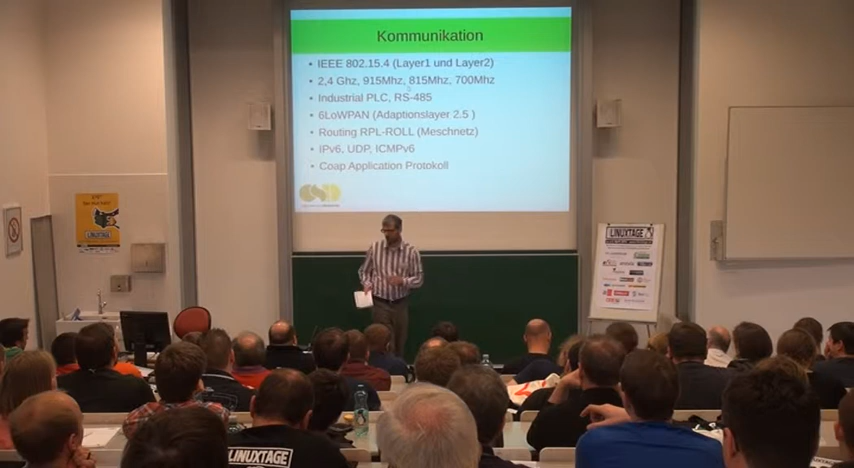 Kommunikation
• IEEE 802.15.4 (Layer1 und Layer2)
• 2,4 Ghz, 915Mhz, 815Mhz, 700Mhz
• Industrial PLC, RS-485
• 6LoWPAN (Adaptionslayer 2.5 )
• Routing RPL-ROLL (Meschnetz)
• IPv6, UDP, ICMPv6
• Coap Application Protokoll
LINUXTAGE
LINUXTAGE
LINUXTAGE